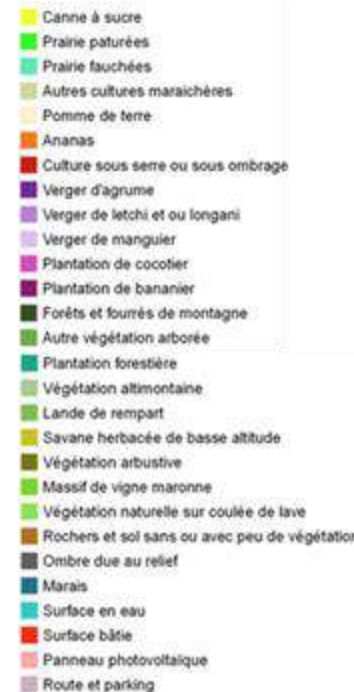 Canne à sucre
Prairie paturées
Prairie fauchées
Autres cultures maraichères
Pomme de terre
Ananas
Culture sous serre ou sous ombrage
Verger d'agrume
Verger de letchi et ou longani
Verger de manguier
Plantation de cocotier
Plantation de bananier
Forêts et fourrés de montagne
Autre végétation arborée
Plantation forestière
Végétation altimontaine
Lande de rempart
Savane herbacée de basse altitude
Végétation arbustive
Massif de vigne maronne
Végétation naturelle sur coulée de lave
Rochers et sol sans ou avec peu de végétation
Ombre due au relief
Marais
Surface en eau
Surface bâtie
Panneau photovoltaïque
Route et parking